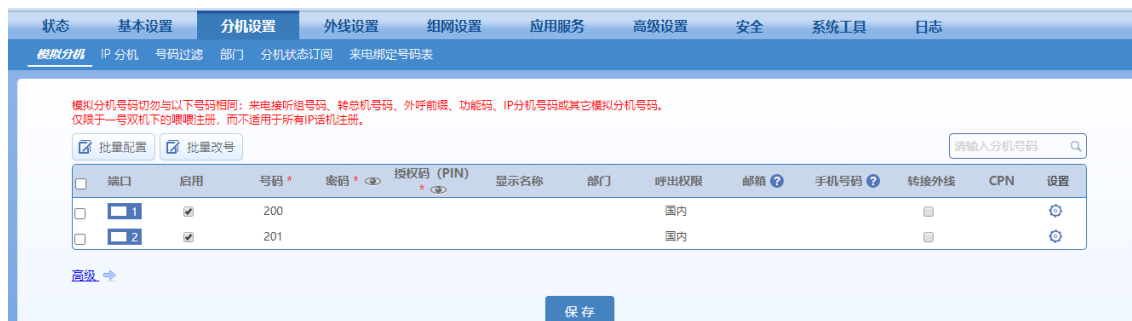 状态 基本设置 分机设置 外线设置 组网设置 应用服务 高级设置 安全 系统工具 日志
模拟分机 IP 分机 号码过滤 部门 分机状态订阅 来电绑定号码表
模拟分机号码切勿与以下号码相同：来电接听组号码、转总机号码、外呼前缀、功能码、IP分机号码或其它模拟分机号码。
仅限于一号双机下的喂喂注册，而不适用于所有IP话机注册。
批量配置 批量改号 请输入分机号码
端口 启用 号码 * 密码 * 授权码 (PIN) * 显示名称 部门 呼出权限 邮箱 ? 手机号码 ? 转接外线 CPN 设置
1 200 国内
2 201 国内
高级
保存